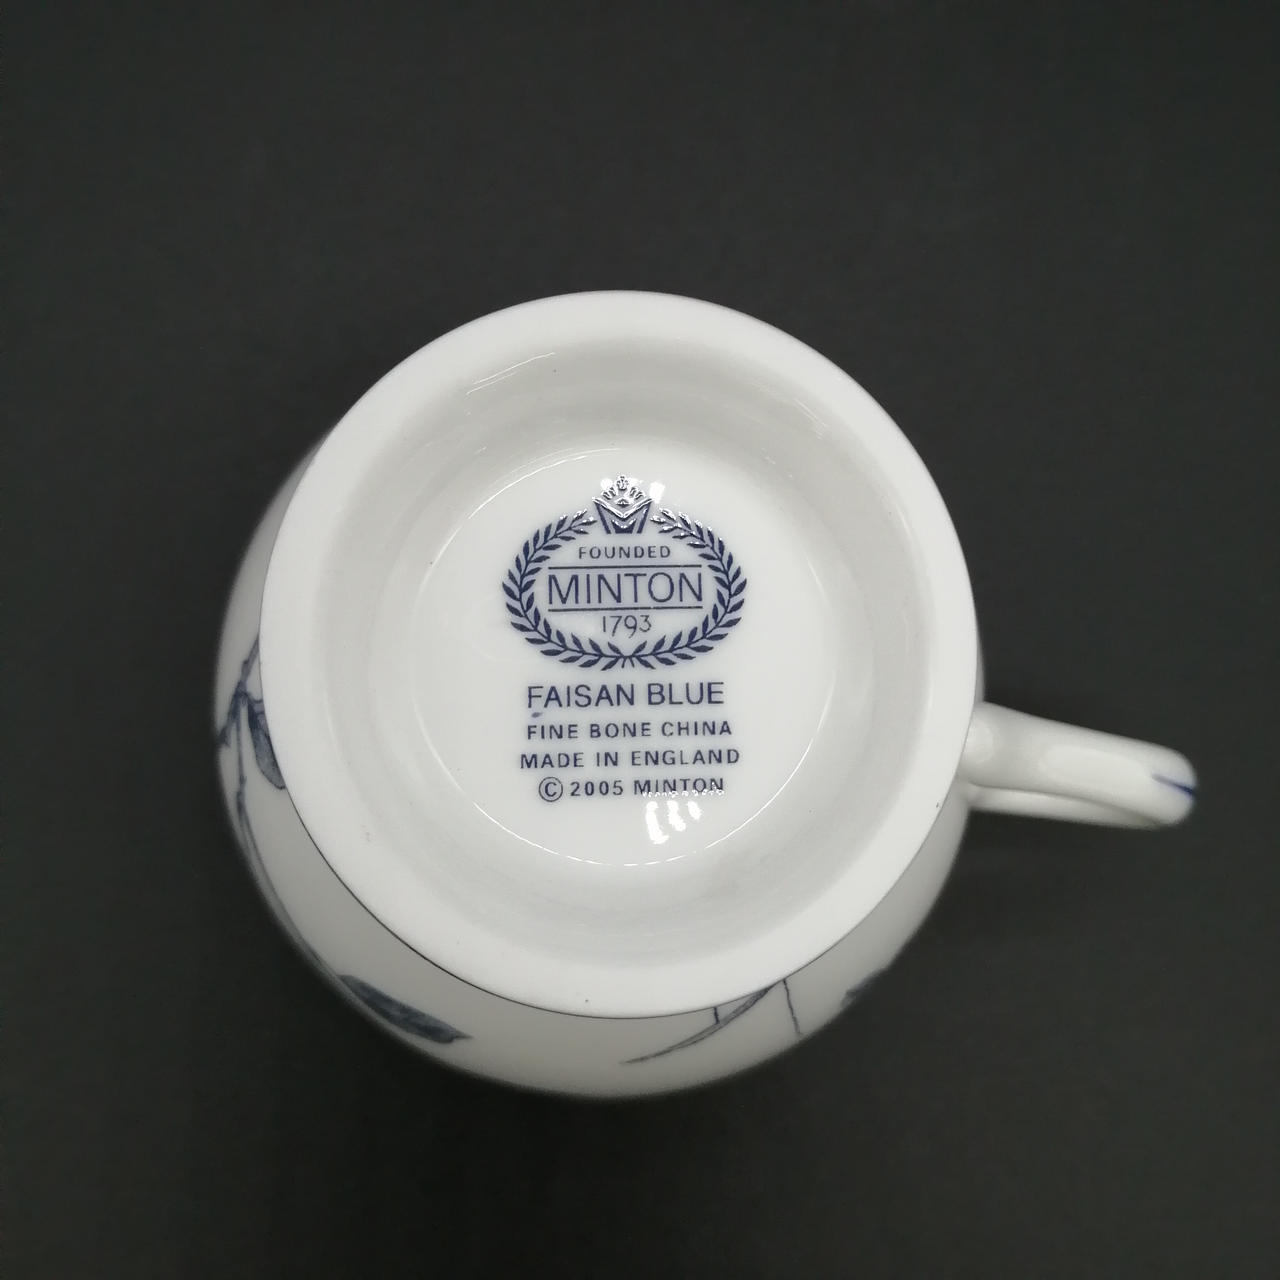 FOUNDED
MINTON
1793
FAISAN BLUE
FINE BONE CHINA
MADE IN ENGLAND
© 2005 MINTON